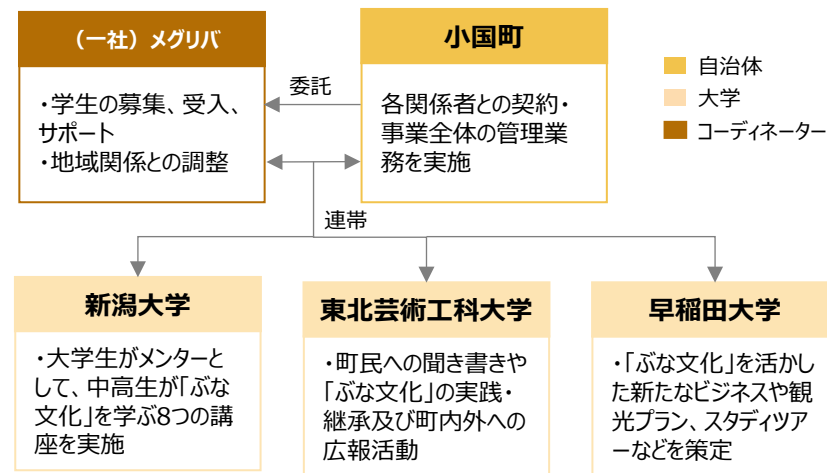 （一社）メグリバ
・学生の募集、受入、
サポート
・地域関係との調整
委託
小国町
各関係者との契約・
事業全体の管理業
務を実施
自治体
大学
コーディネーター
連帯
新潟大学
・大学生がメンターと
して、中高生が「ぶな
文化」を学ぶ8つの講
座を実施
東北芸術工科大学
・町民への聞き書きや
「ぶな文化」の実践・
継承及び町内外への
広報活動
早稲田大学
・「ぶな文化」を活かし
た新たなビジネスや観
光プラン、スタディツア
ーなどを策定